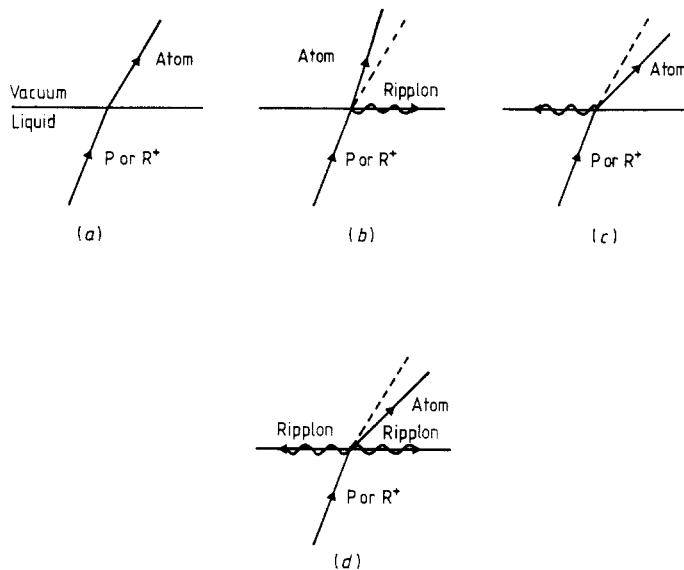 Atom
Vacuum
Liquid
P or R⁺
(a)
Atom
Ripplon
P or R⁺
(b)
Atom
P or R⁺
(c)
Atom
Ripplon
Ripplon
P or R⁺
(d)